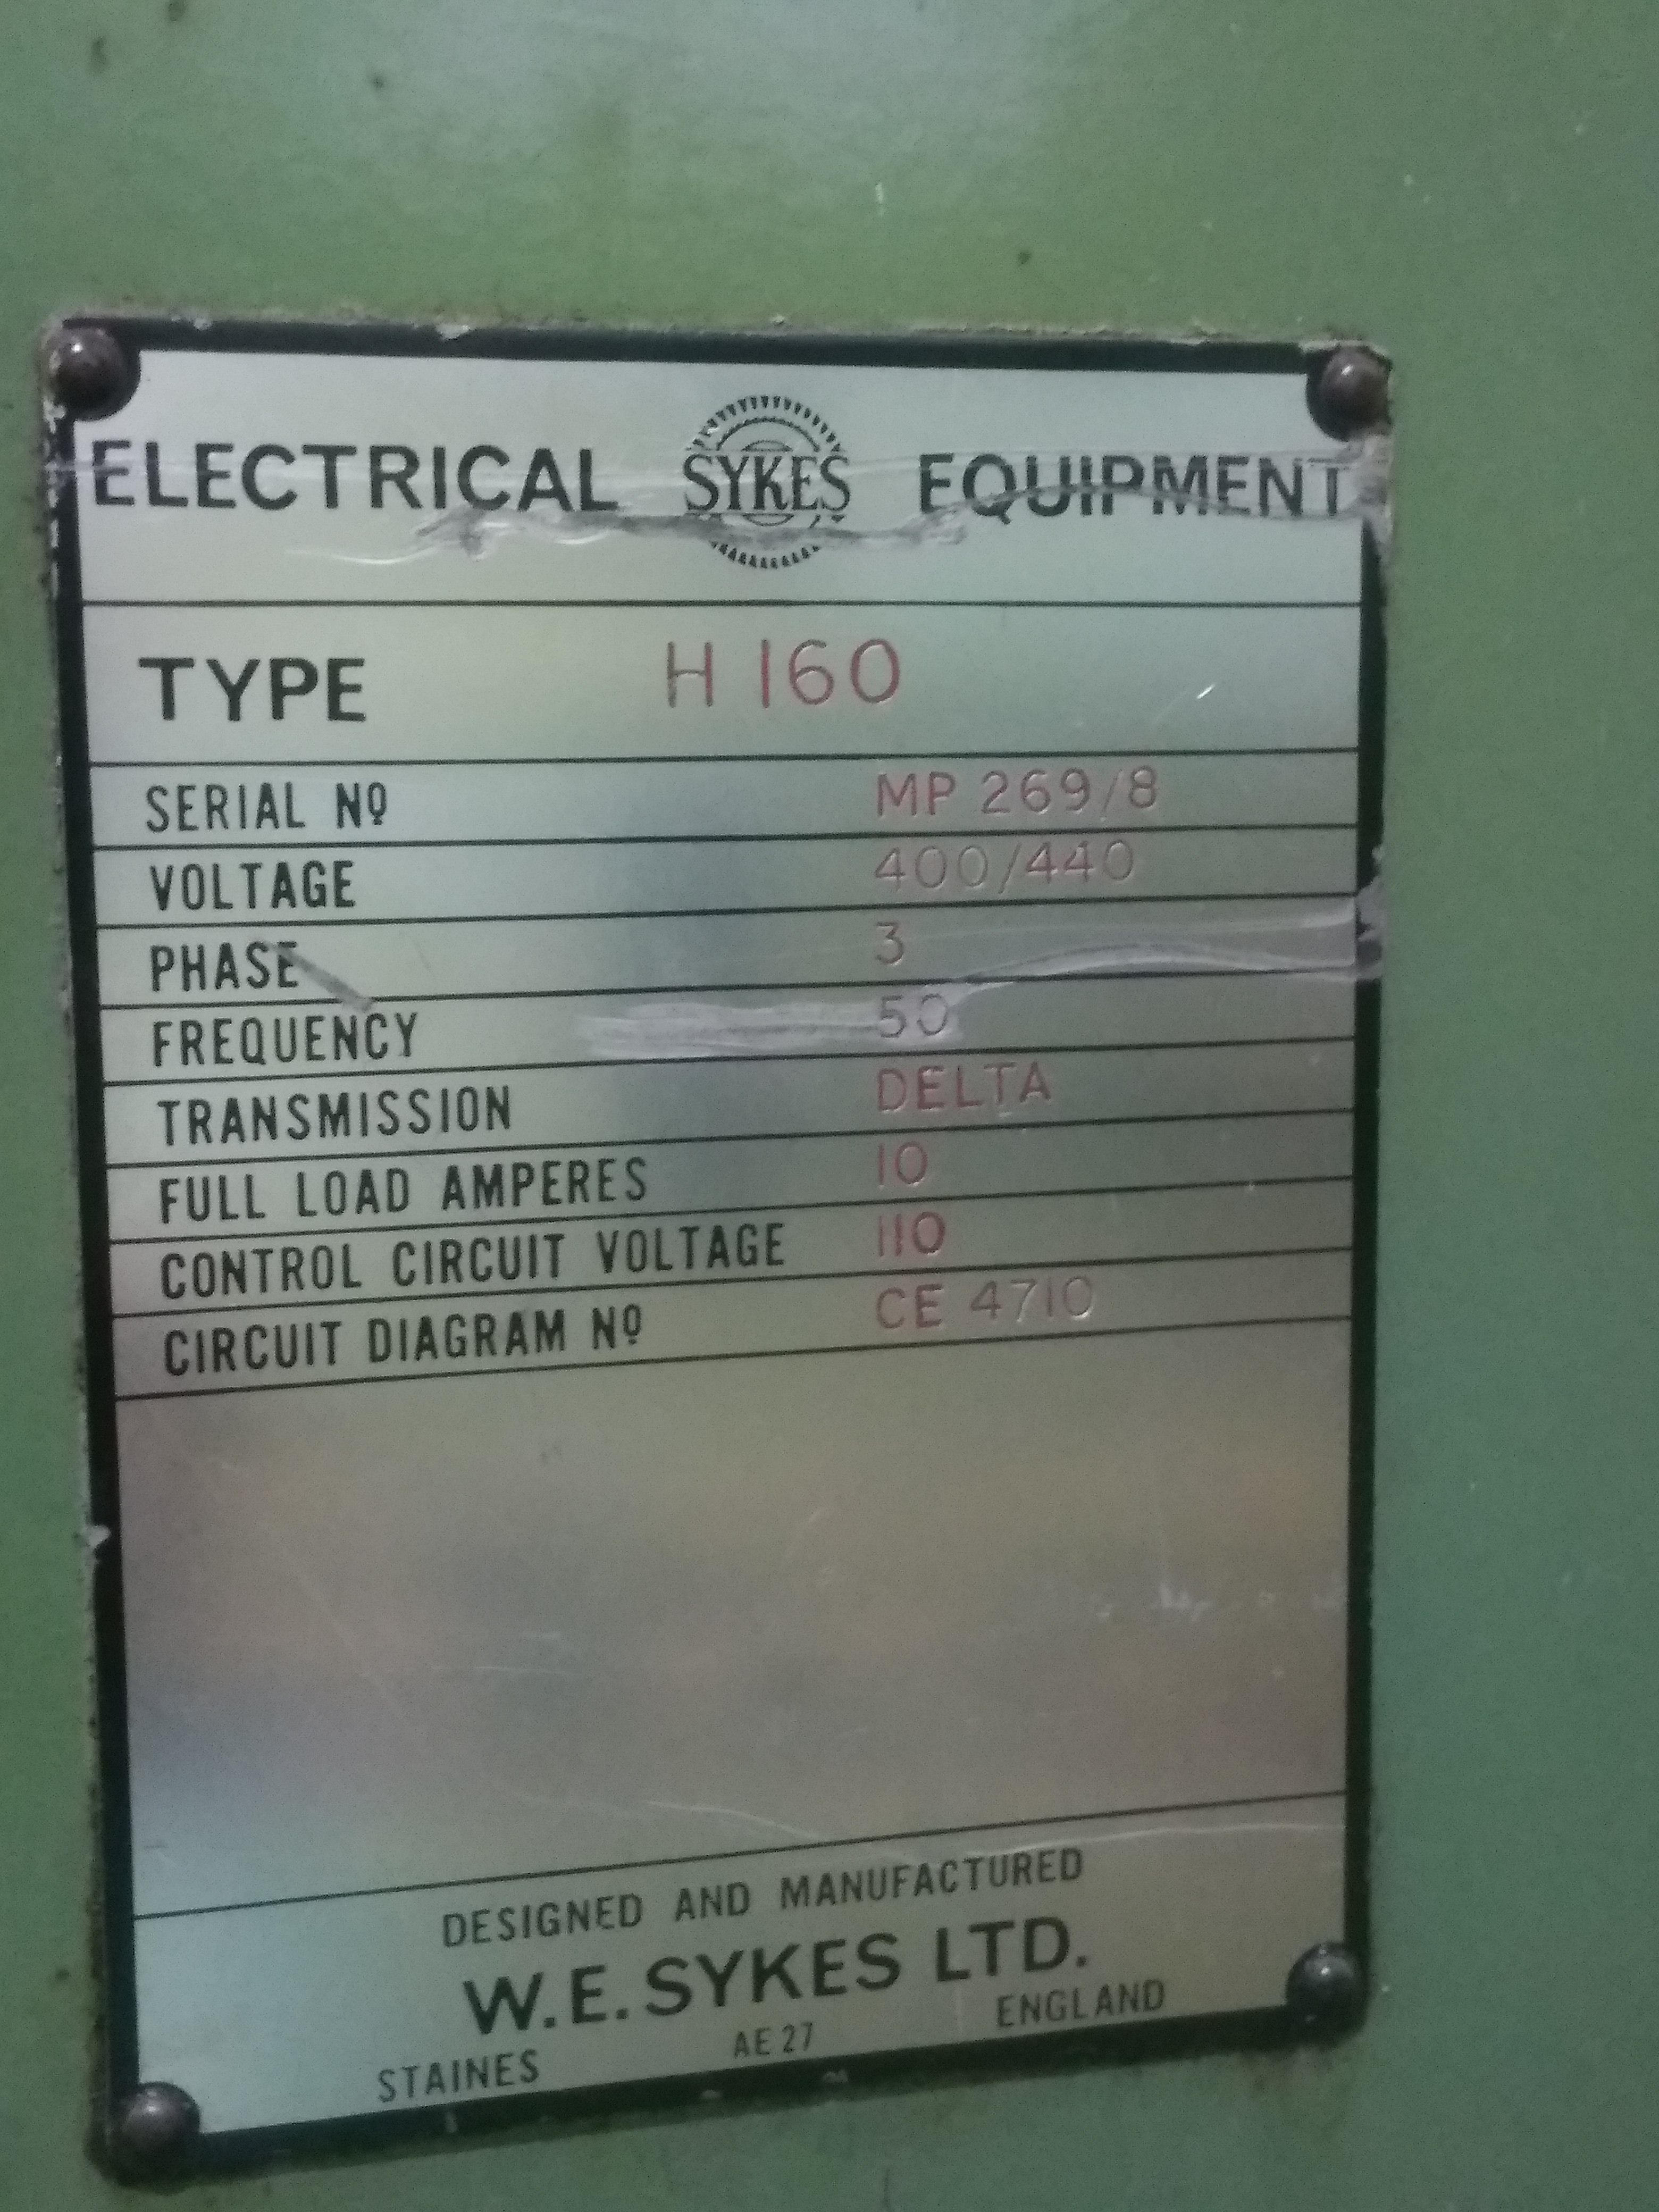 ELECTRICAL SYKES EQUIPMENT
TYPE H 160
SERIAL Nº MP 269/8
VOLTAGE 400/440
PHASE 3
FREQUENCY 50
TRANSMISSION DELTA
FULL LOAD AMPERES 10
CONTROL CIRCUIT VOLTAGE 110
CIRCUIT DIAGRAM Nº CE 4710
DESIGNED AND MANUFACTURED
W.E. SYKES LTD.
STAINES AE 27 ENGLAND